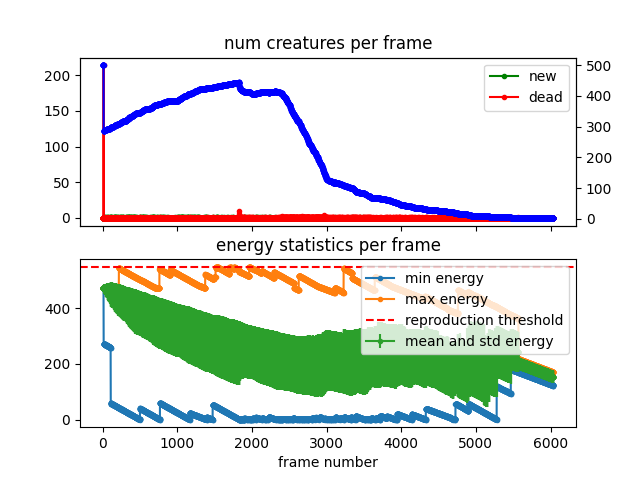 num creatures per frame
200
150
100
50
0
500
400
300
200
100
0
new
dead
energy statistics per frame
400
200
0
min energy
max energy
reproduction threshold
mean and std energy
0 1000 2000 3000 4000 5000 6000
frame number